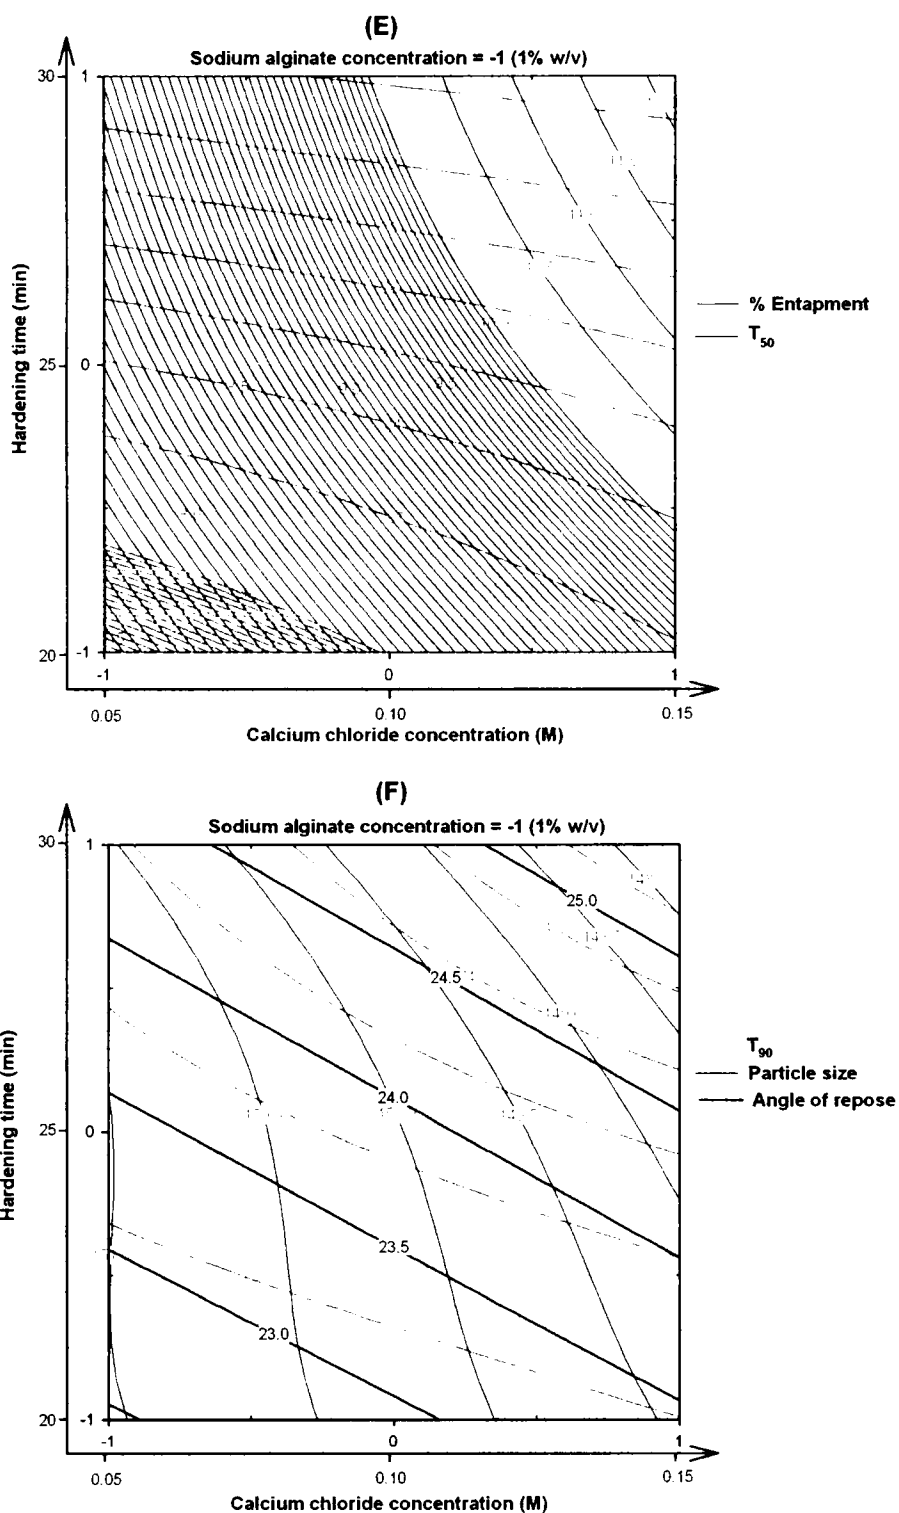 (E)
Sodium alginate concentration = -1 (1% w/v)
30
1
Hardening time (min)
25
0
20
-1
-1
0
1
0.05
0.10
0.15
Calcium chloride concentration (M)
% Entapment
T50
(F)
Sodium alginate concentration = -1 (1% w/v)
30
1
25.0
24.5
Hardening time (min)
24.0
25
0
23.5
23.0
20
-1
-1
0
1
0.05
0.10
0.15
Calcium chloride concentration (M)
T90
Particle size
Angle of repose